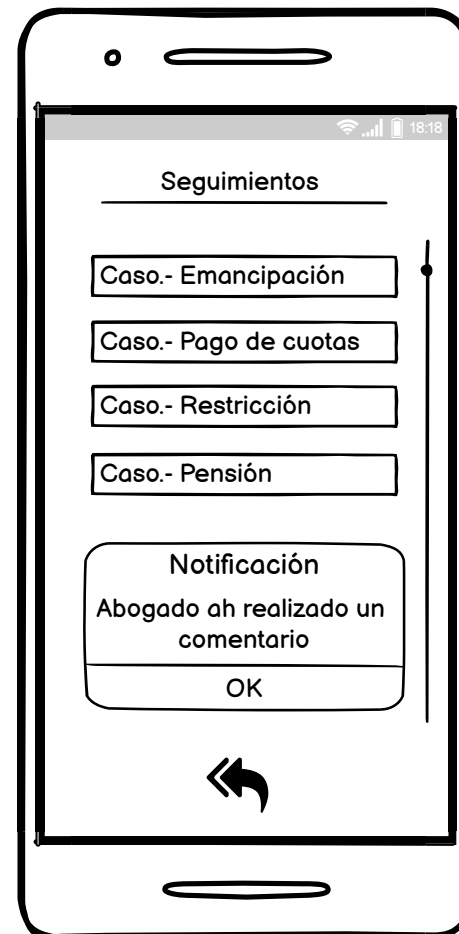 18:18
Seguimientos
Caso.- Emancipación
Caso.- Pago de cuotas
Caso.- Restricción
Caso.- Pensión
Notificación
Abogado ah realizado un
comentario
OK